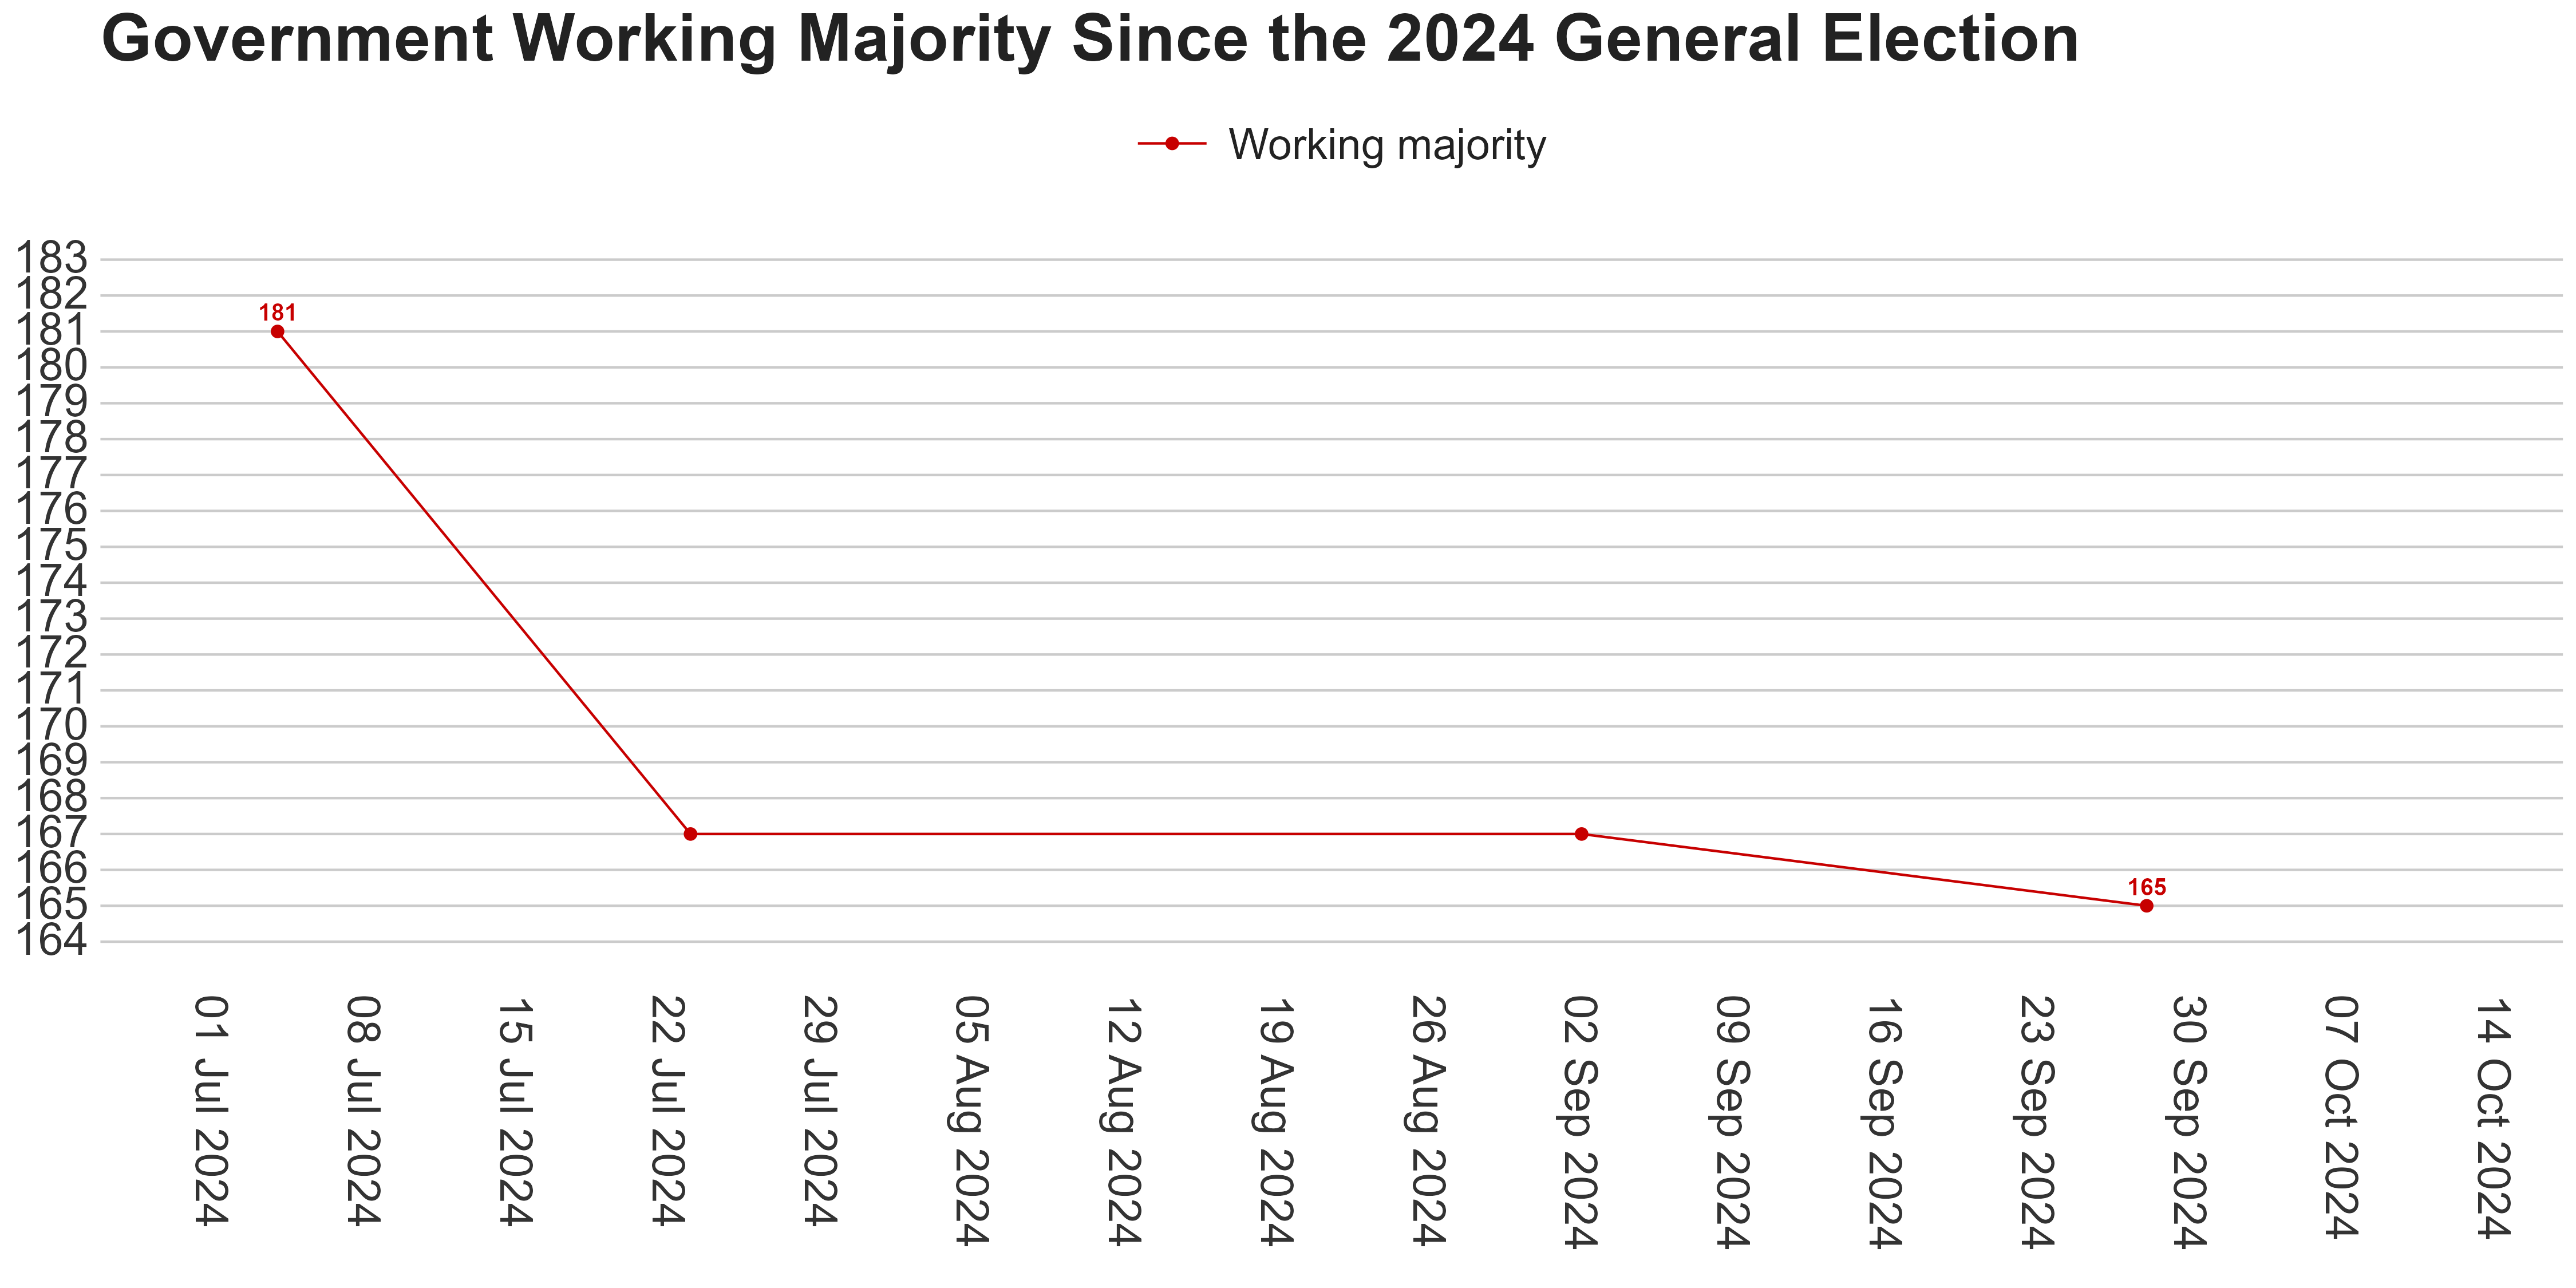 Government Working Majority Since the 2024 General Election
Working majority
183
182
181
180
179
178
177
176
175
174
173
172
171
170
169
168
167
166
165
164
181
165
01 Jul 2024
08 Jul 2024
15 Jul 2024
22 Jul 2024
29 Jul 2024
05 Aug 2024
12 Aug 2024
19 Aug 2024
26 Aug 2024
02 Sep 2024
09 Sep 2024
16 Sep 2024
23 Sep 2024
30 Sep 2024
07 Oct 2024
14 Oct 2024